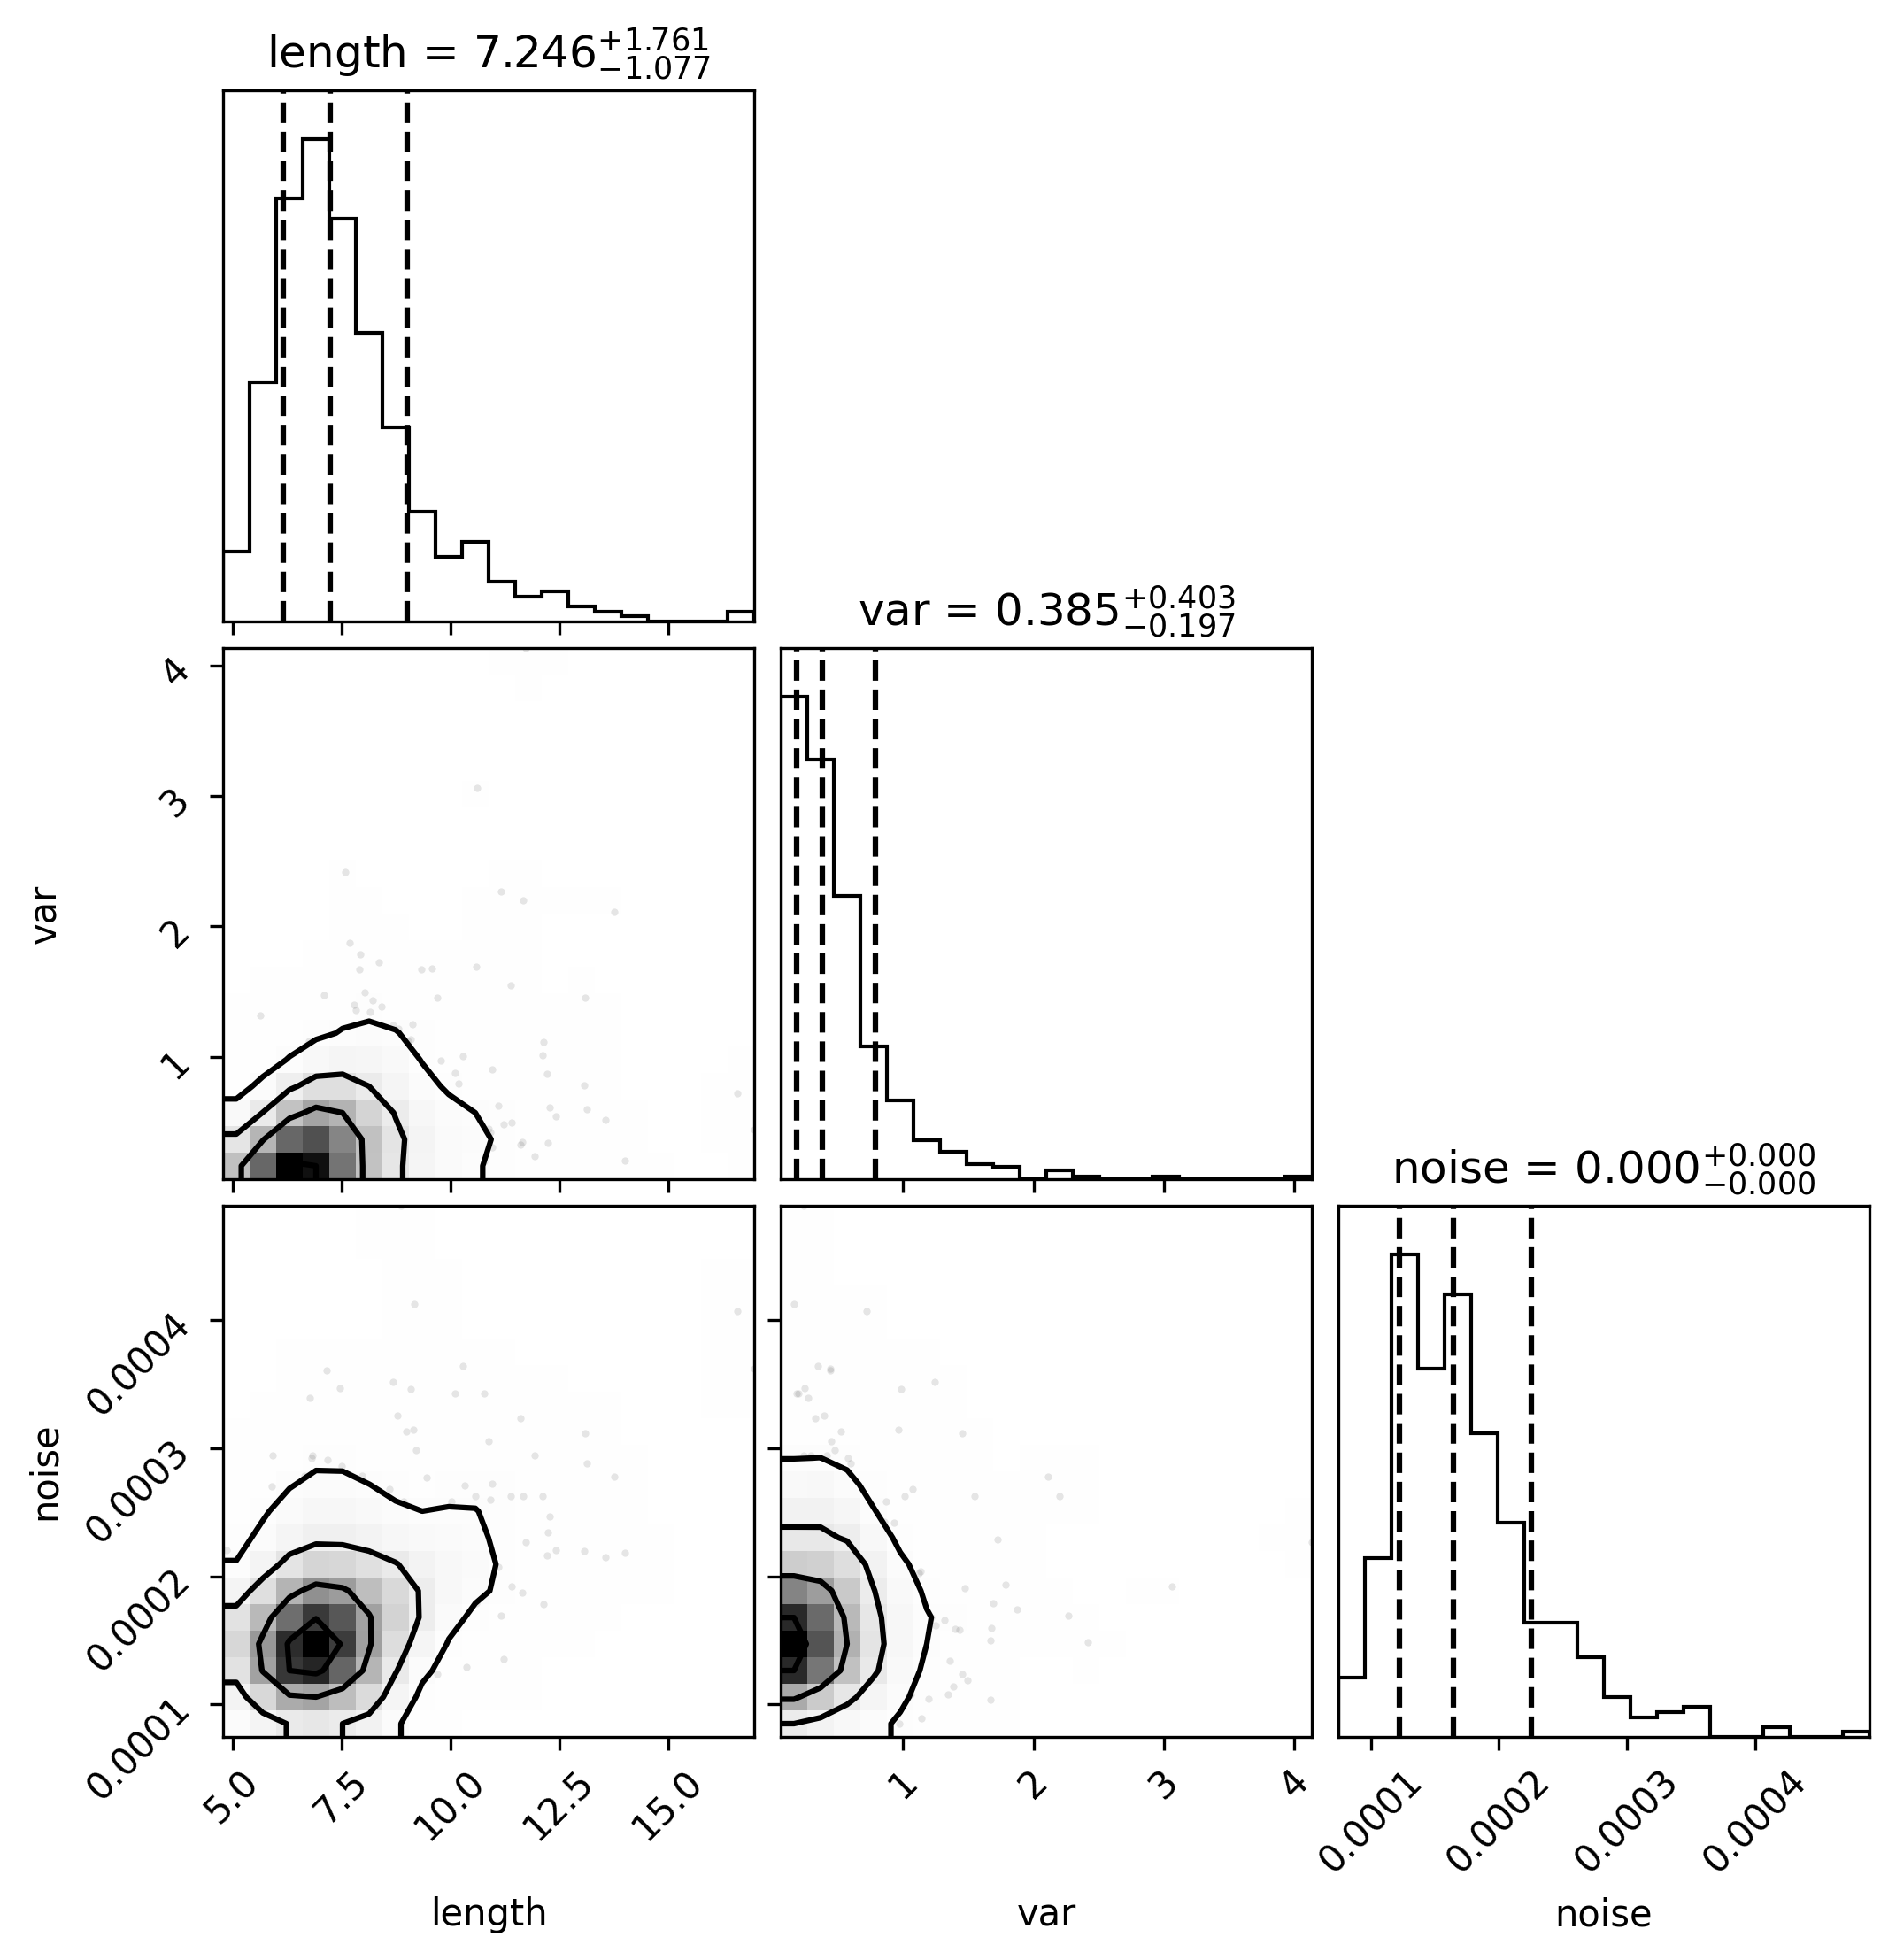 length = 7.246 +1.761 −1.077
var = 0.385 +0.403 −0.197
4
3
2
1
var
noise = 0.000 +0.000 −0.000
0.0004
0.0003
0.0002
0.0001
noise
5.0 7.5 10.0 12.5 15.0
1 2 3 4
0.0001 0.0002 0.0003 0.0004
length var noise